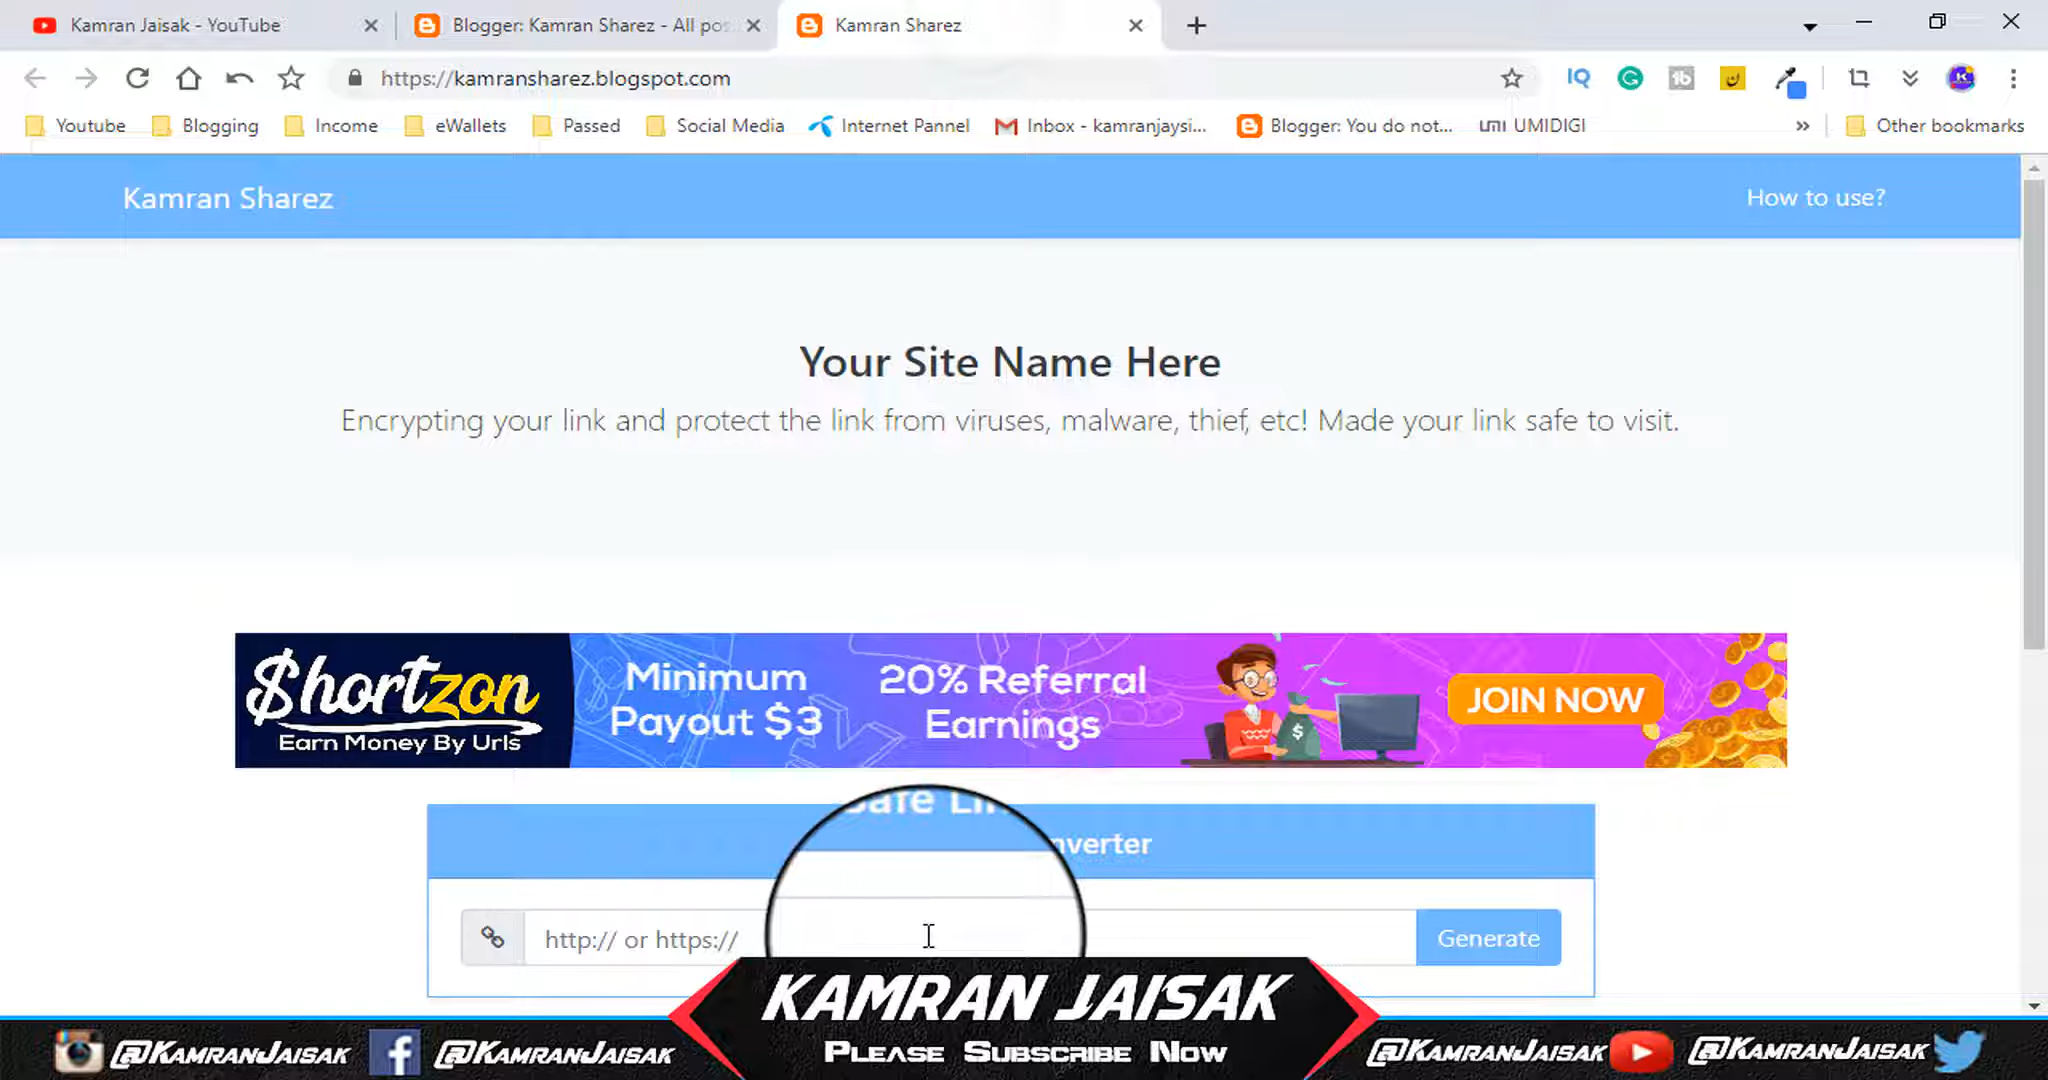 Kamran Jaisak - YouTube
Blogger: Kamran Sharez - All pos
Kamran Sharez
https://kamransharez.blogspot.com
Youtube
Blogging
Income
eWallets
Passed
Social Media
Internet Pannel
Inbox - kamranjaysi...
Blogger: You do not...
UMIDIGI
Other bookmarks
Kamran Sharez
How to use?
Your Site Name Here
Encrypting your link and protect the link from viruses, malware, thief, etc! Made your link safe to visit.
$hortzon
Earn Money By Urls
Minimum
Payout $3
20% Referral
Earnings
JOIN NOW
Safe Lin
nverter
http:// or https://
Generate
KAMRAN JAISAK
PLEASE SUBSCRIBE NOW
@KAMRANJAISAK
@KAMRANJAISAK
@KAMRANJAISAK
@KAMRANJAISAK